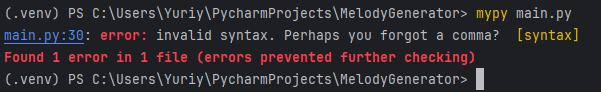 (.venv) PS C:\Users\Yuriy\PycharmProjects\MelodyGenerator> mypy main.py
main.py:30: error: invalid syntax. Perhaps you forgot a comma?  [syntax]
Found 1 error in 1 file (errors prevented further checking)
(.venv) PS C:\Users\Yuriy\PycharmProjects\MelodyGenerator>